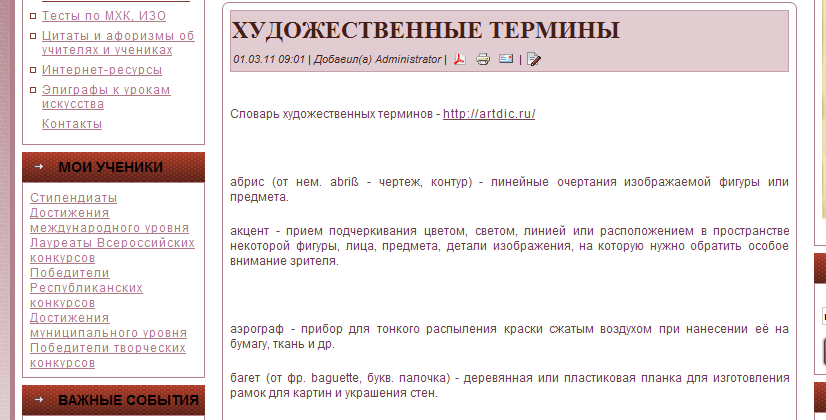 Тесты по МХК, ИЗО
Цитаты и афоризмы об
учителях и учениках
Интернет-ресурсы
Эпиграфы к урокам
искусства
Контакты
МОИ УЧЕНИКИ
Стипендиаты
Достижения
международного уровня
Лауреаты Всероссийских
конкурсов
Победители
Республиканских
конкурсов
Достижения
муниципального уровня
Победители творческих
конкурсов
ВАЖНЫЕ СОБЫТИЯ
ХУДОЖЕСТВЕННЫЕ ТЕРМИНЫ
01.03.11 09:01 | Добавил(а) Administrator | |
Словарь художественных терминов - http://artdic.ru/
абрис (от нем. abriß - чертеж, контур) - линейные очертания изображаемой фигуры или
предмета.
акцент - прием подчеркивания цветом, светом, линией или расположением в пространстве
некоторой фигуры, лица, предмета, детали изображения, на которую нужно обратить особое
внимание зрителя.
аэрограф - прибор для тонкого распыления краски сжатым воздухом при нанесении её на
бумагу, ткань и др.
багет (от фр. baguette, букв. палочка) - деревянная или пластиковая планка для изготовления
рамок для картин и украшения стен.